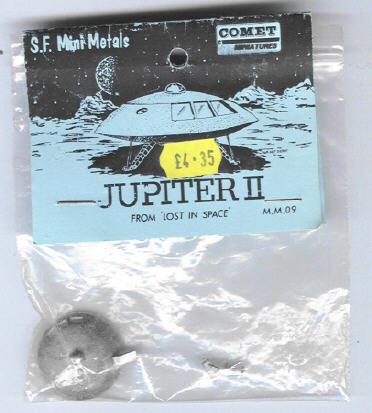 S.F. Mini Metals
COMET
MINIATURES
£4·35
JUPITER II
FROM 'LOST IN SPACE'
M.M.09